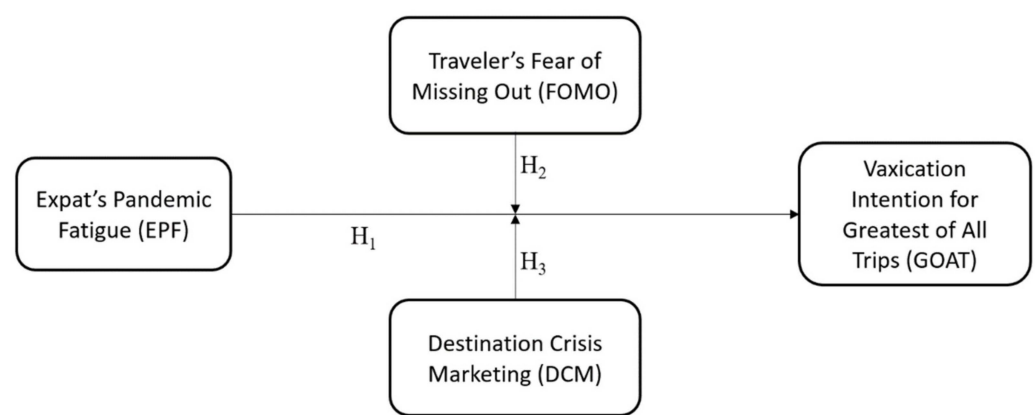 Traveler’s Fear of
Missing Out (FOMO)
H2
Expat’s Pandemic
Fatigue (EPF)
H1
Vaxication
Intention for
Greatest of All
Trips (GOAT)
H3
Destination Crisis
Marketing (DCM)